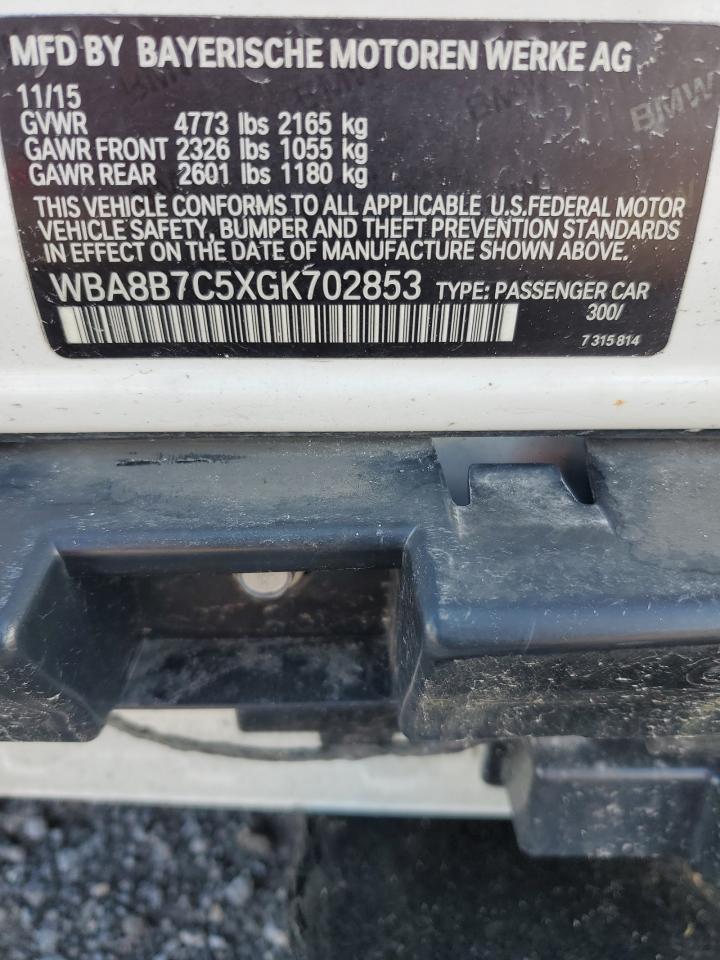 MFD BY BAYERISCHE MOTOREN WERKE AG
11/15
GVWR 4773 lbs 2165 kg
GAWR FRONT 2326 lbs 1055 kg
GAWR REAR 2601 lbs 1180 kg
THIS VEHICLE CONFORMS TO ALL APPLICABLE U.S.FEDERAL MOTOR
VEHICLE SAFETY, BUMPER AND THEFT PREVENTION STANDARDS
IN EFFECT ON THE DATE OF MANUFACTURE SHOWN ABOVE.
WBA8B7C5XGK702853 TYPE: PASSENGER CAR
300/
7 315 814
BMW